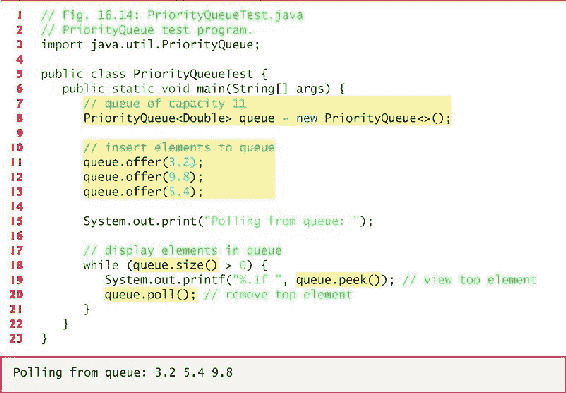 1 // Fig. 16.14: PriorityQueueTest.java
2 // PriorityQueue test program.
3 import java.util.PriorityQueue;
4
5 public class PriorityQueueTest {
6 public static void main(String[] args) {
7 // queue of capacity 11
8 PriorityQueue<Double> queue = new PriorityQueue<>();
9
10 // insert elements to queue
11 queue.offer(3.2);
12 queue.offer(9.8);
13 queue.offer(5.4);
14
15 System.out.print("Polling from queue: ");
16
17 // display elements in queue
18 while (queue.size() > 0) {
19 System.out.printf("%.1f ", queue.peek()); // view top element
20 queue.poll(); // remove top element
21 }
22 }
23 }
Polling from queue: 3.2 5.4 9.8